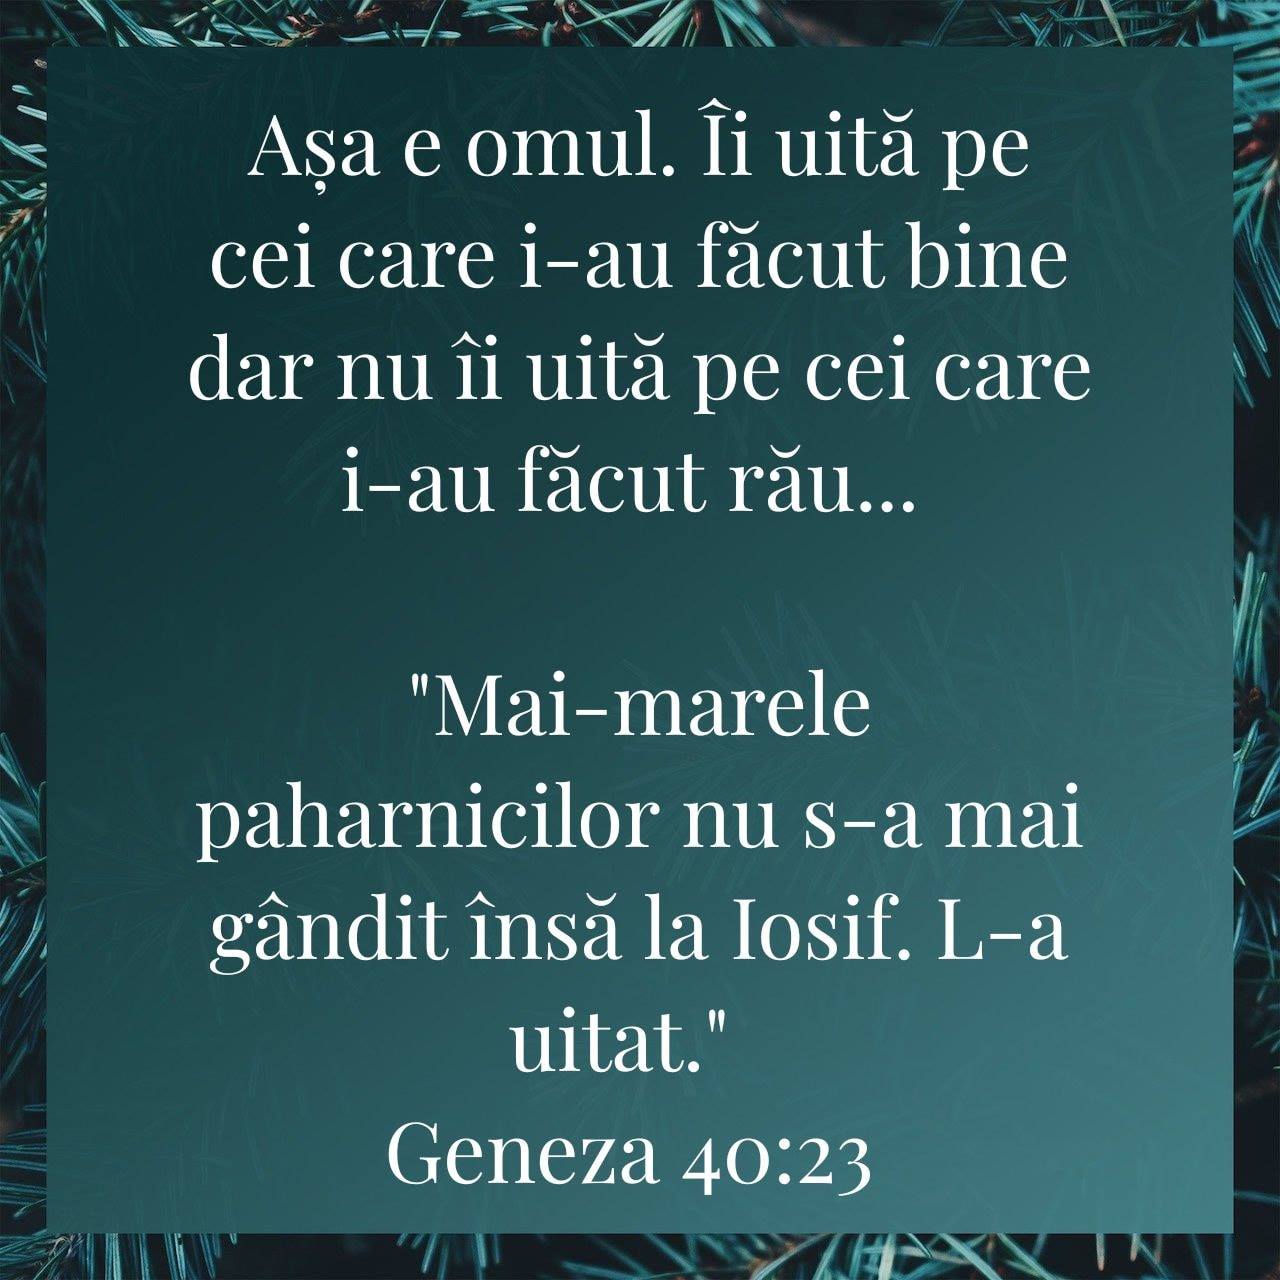 Așa e omul. Îi uită pe
cei care i-au făcut bine
dar nu îi uită pe cei care
i-au făcut rău...
"Mai-marele
paharnicilor nu s-a mai
gândit însă la Iosif. L-a
uitat."
Geneza 40:23